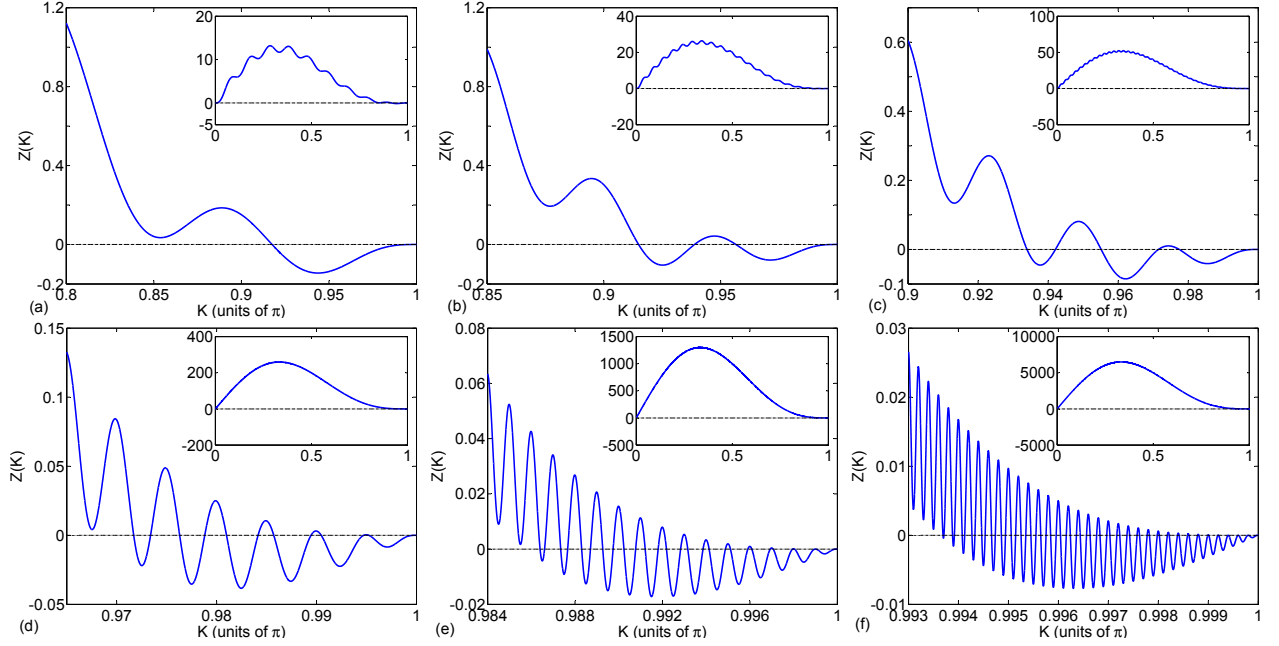 1.2
0.8
0.4
0
-0.2
Z(K)
0.8 0.85 0.9 0.95 1
K (units of π)
(a)
20
10
0
-5
0 0.5 1
1.2
0.8
0.4
0
-0.2
Z(K)
0.85 0.9 0.95 1
K (units of π)
(b)
40
20
0
-20
0 0.5 1
0.6
0.4
0.2
0
-0.1
Z(K)
0.9 0.92 0.94 0.96 0.98 1
K (units of π)
(c)
100
50
0
-50
0 0.5 1
0.15
0.1
0.05
0
-0.05
Z(K)
0.97 0.98 0.99 1
K (units of π)
(d)
400
200
0
-200
0 0.5 1
0.08
0.06
0.04
0.02
0
-0.02
Z(K)
0.984 0.988 0.992 0.996 1
K (units of π)
(e)
1500
1000
500
0
-500
0 0.5 1
0.03
0.02
0.01
0
-0.01
Z(K)
0.993 0.994 0.995 0.996 0.997 0.998 0.999 1
K (units of π)
(f)
10000
5000
0
-5000
0 0.5 1